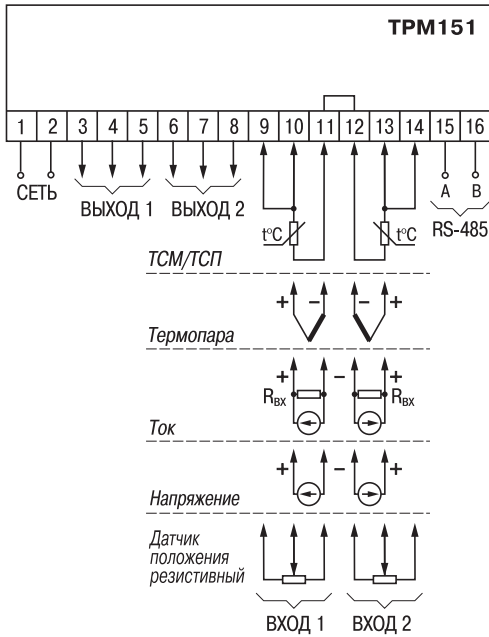 ТРМ151
1 2 3 4 5 6 7 8 9 10 11 12 13 14 15 16
СЕТЬ ВЫХОД 1 ВЫХОД 2 A B
RS-485
t°C t°C
ТСМ/ТСП
+ − − +
Термопара
+ − +
Rвх Rвх
Ток
+ − +
Напряжение
Датчик
положения
резистивный
ВХОД 1 ВХОД 2